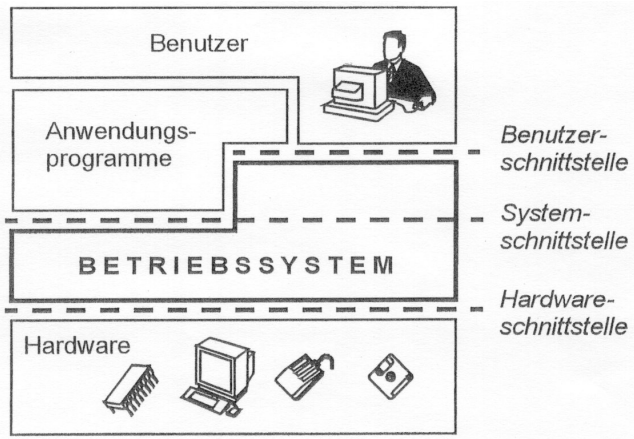 Benutzer
Anwendungs-
programme
Benutzer-
schnittstelle
System-
schnittstelle
BETRIEBSSYSTEM
Hardware-
schnittstelle
Hardware